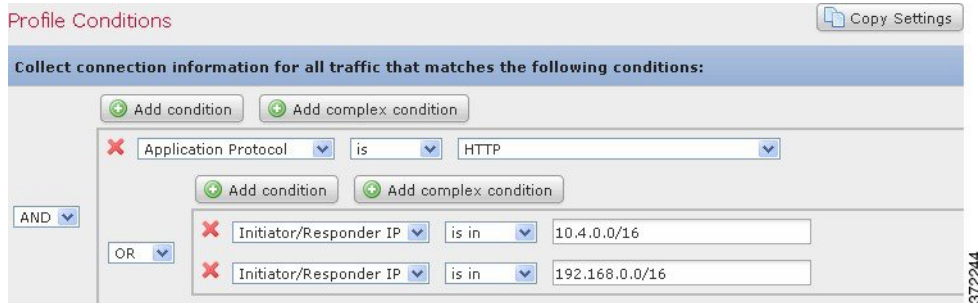 Profile Conditions
Copy Settings
Collect connection information for all traffic that matches the following conditions:
Add condition Add complex condition
Application Protocol is HTTP
Add condition Add complex condition
AND
Initiator/Responder IP is in 10.4.0.0/16
OR
Initiator/Responder IP is in 192.168.0.0/16
372244